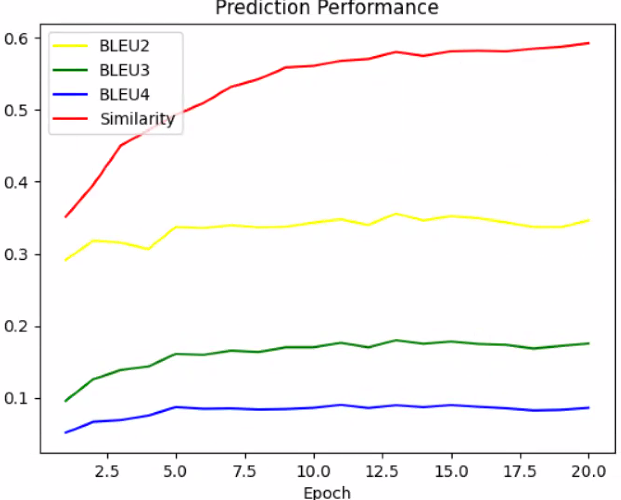 Prediction Performance
0.6
0.5
0.4
0.3
0.2
0.1
BLEU2
BLEU3
BLEU4
Similarity
2.5 5.0 7.5 10.0 12.5 15.0 17.5 20.0
Epoch